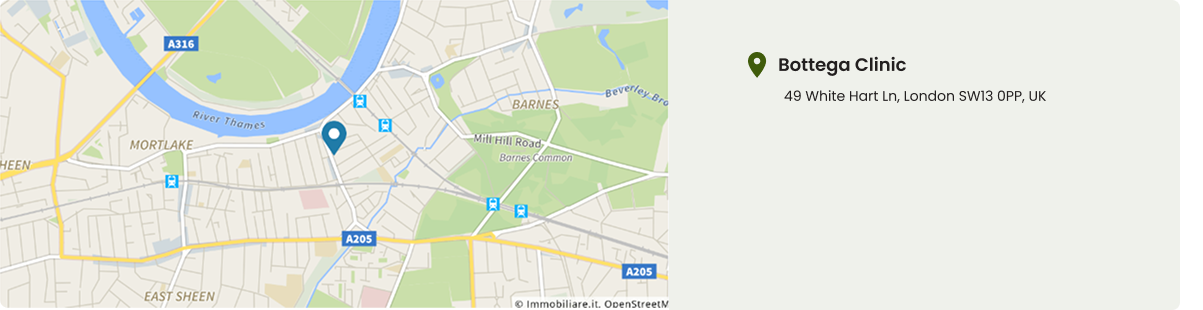 A316
River Thames
BARNES
Beverley Bro
MORTLAKE
Mill Hill Road
Barnes Common
HEEN
A205
A205
EAST SHEEN
© Immobiliare.it, OpenStreetM
Bottega Clinic
49 White Hart Ln, London SW13 0PP, UK